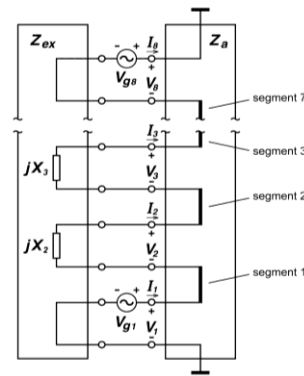 Zex Za
- + I8
Vg8 + V8 -
segment 7
I3
segment 3
jX3 + V3 -
segment 2
I2
jX2 + V2 -
segment 1
- + I1
Vg1 + V1 -